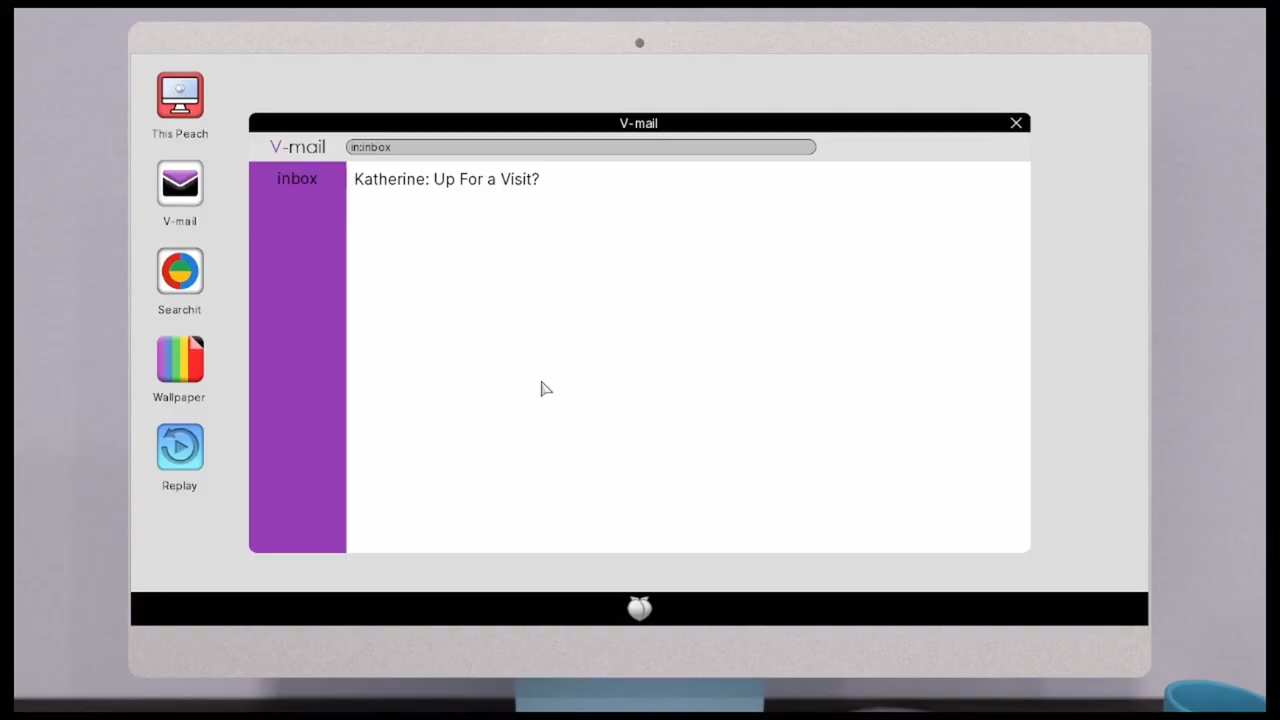 This Peach
V-mail
Searchit
Wallpaper
Replay
V-mail
V-mail
in:inbox
inbox
Katherine: Up For a Visit?